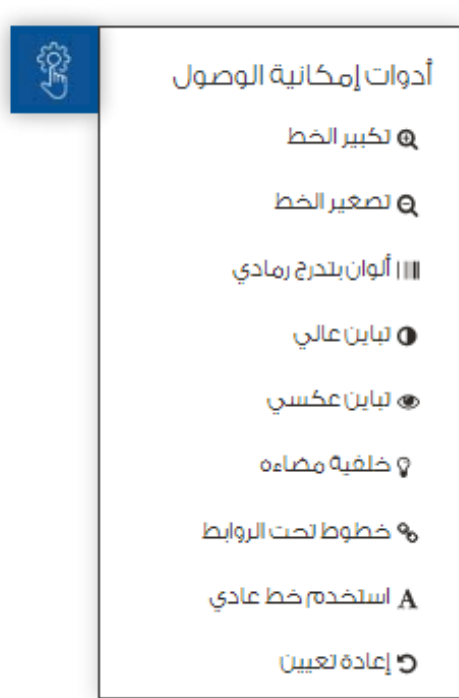 أدوات إمكانية الوصول
تكبير الخط
تصغير الخط
ألوان بتدرج رمادي
تباين عالي
تباين عكسي
خلفية مضاءه
خطوط تحت الروابط
استخدم خط عادي
إعادة تعيين